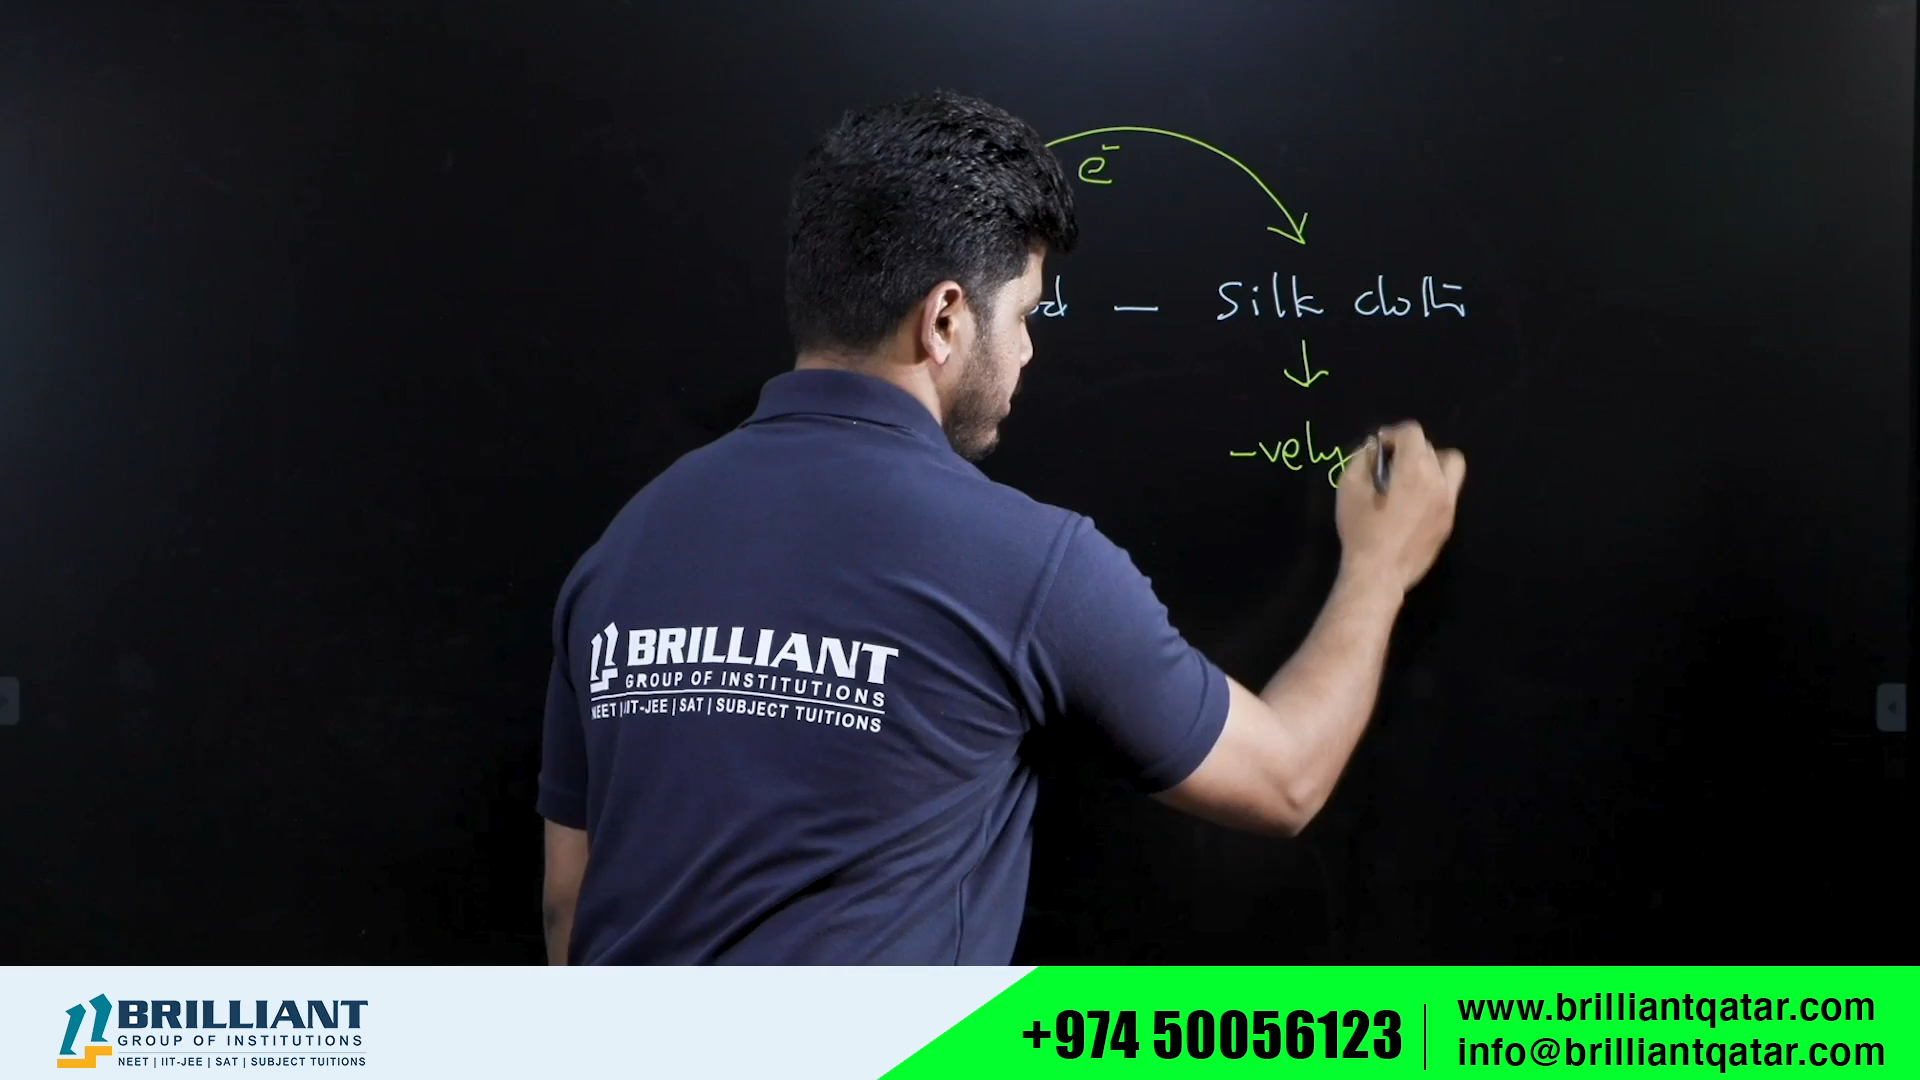 e⁻
— Silk cloth
↓
-vely
BRILLIANT
GROUP OF INSTITUTIONS
NEET | IIT-JEE | SAT | SUBJECT TUITIONS
BRILLIANT
GROUP OF INSTITUTIONS
NEET | IIT-JEE | SAT | SUBJECT TUITIONS
+974 50056123
www.brilliantqatar.com
info@brilliantqatar.com